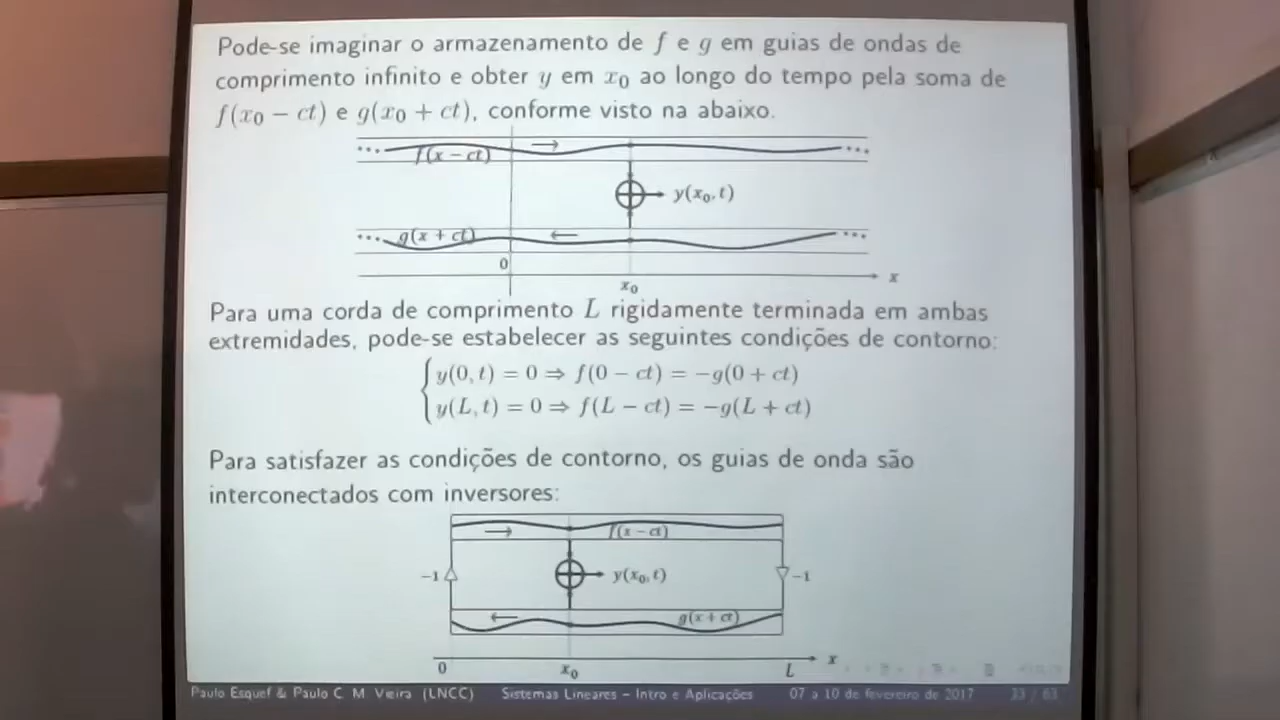 Pode-se imaginar o armazenamento de f e g em guias de ondas de
comprimento infinito e obter y em x₀ ao longo do tempo pela soma de
f(x₀ − ct) e g(x₀ + ct), conforme visto na abaixo.
f(x − ct)
y(x₀, t)
g(x + ct)
0
x
x₀
Para uma corda de comprimento L rigidamente terminada em ambas
extremidades, pode-se estabelecer as seguintes condições de contorno:
y(0, t) = 0 ⇒ f(0 − ct) = −g(0 + ct)
y(L, t) = 0 ⇒ f(L − ct) = −g(L + ct)
Para satisfazer as condições de contorno, os guias de onda são
interconectados com inversores:
f(x − ct)
−1 y(x₀, t) −1
g(x + ct)
0 x₀ L x
Paulo Esquef & Paulo C. M. Vieira (LNCC) Sistemas Lineares – Intro e Aplicações 07 a 10 de fevereiro de 2017 33 / 63